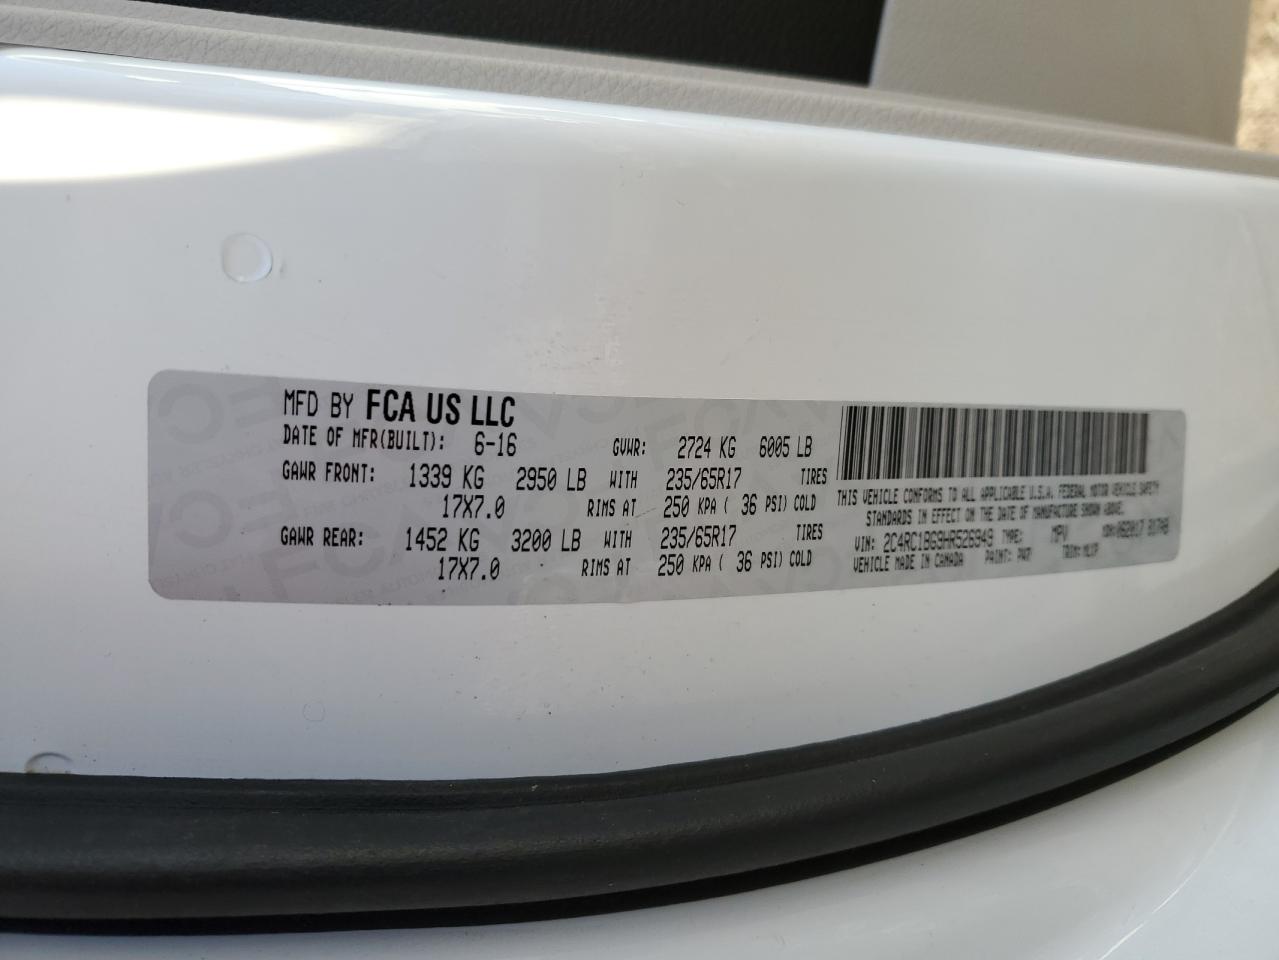 MFD BY FCA US LLC
DATE OF MFR(BUILT): 6-16 GVWR: 2724 KG 6005 LB
GAWR FRONT: 1339 KG 2950 LB WITH 235/65R17 TIRES
17X7.0 RIMS AT 250 KPA ( 36 PSI) COLD
GAWR REAR: 1452 KG 3200 LB WITH 235/65R17 TIRES
17X7.0 RIMS AT 250 KPA ( 36 PSI) COLD
THIS VEHICLE CONFORMS TO ALL APPLICABLE U.S.A. FEDERAL MOTOR VEHICLE SAFETY
STANDARDS IN EFFECT ON THE DATE OF MANUFACTURE SHOWN ABOVE.
VIN: 2C4RC1BG9HR526949 TYPE: MPV
VEHICLE MADE IN CANADA PAINT: PW7 TRIM: